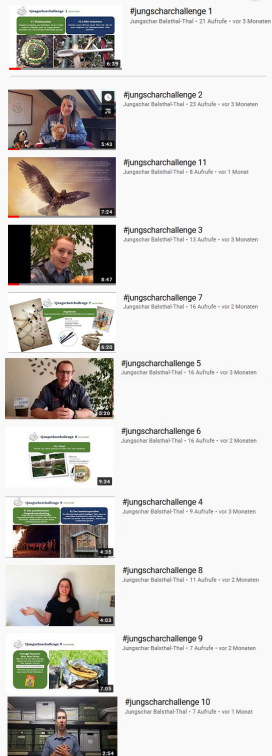 #jungscharchallenge 1
Jungschar Balsthal-Thal • 21 Aufrufe • vor 3 Monaten
6:39
#jungscharchallenge 2
Jungschar Balsthal-Thal • 23 Aufrufe • vor 3 Monaten
5:43
#jungscharchallenge 11
Jungschar Balsthal-Thal • 8 Aufrufe • vor 1 Monat
7:24
#jungscharchallenge 3
Jungschar Balsthal-Thal • 13 Aufrufe • vor 3 Monaten
8:47
#jungscharchallenge 7
Jungschar Balsthal-Thal • 16 Aufrufe • vor 2 Monaten
6:20
#jungscharchallenge 5
Jungschar Balsthal-Thal • 16 Aufrufe • vor 3 Monaten
5:20
#jungscharchallenge 6
Jungschar Balsthal-Thal • 16 Aufrufe • vor 2 Monaten
9:34
#jungscharchallenge 4
Jungschar Balsthal-Thal • 9 Aufrufe • vor 3 Monaten
4:35
#jungscharchallenge 8
Jungschar Balsthal-Thal • 11 Aufrufe • vor 2 Monaten
4:03
#jungscharchallenge 9
Jungschar Balsthal-Thal • 7 Aufrufe • vor 2 Monaten
7:05
#jungscharchallenge 10
Jungschar Balsthal-Thal • 7 Aufrufe • vor 1 Monat
2:54